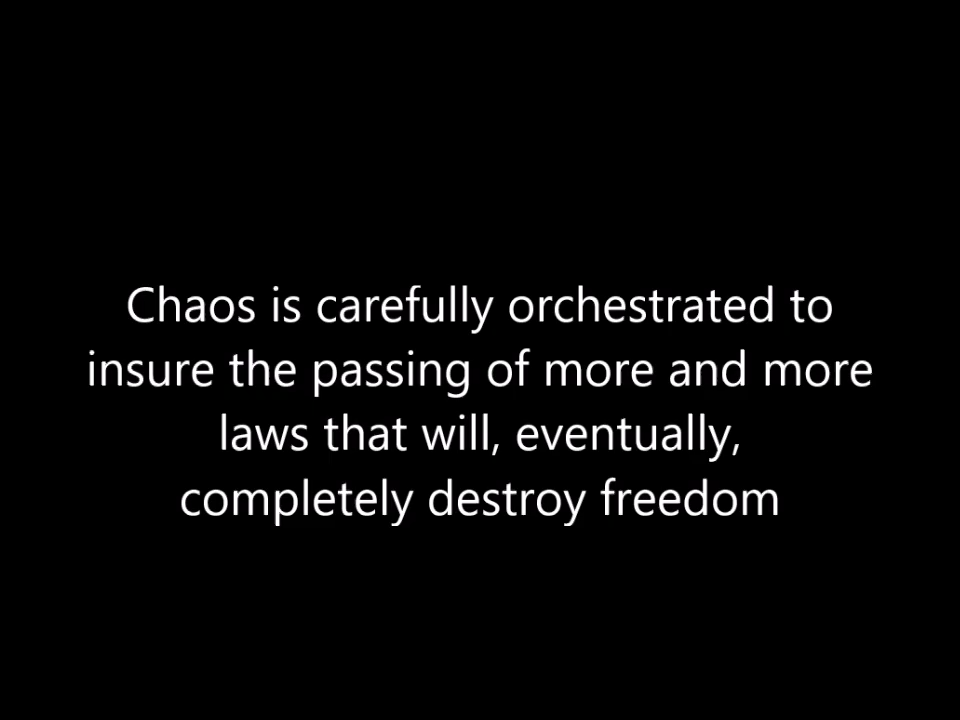 Chaos is carefully orchestrated to
insure the passing of more and more
laws that will, eventually,
completely destroy freedom